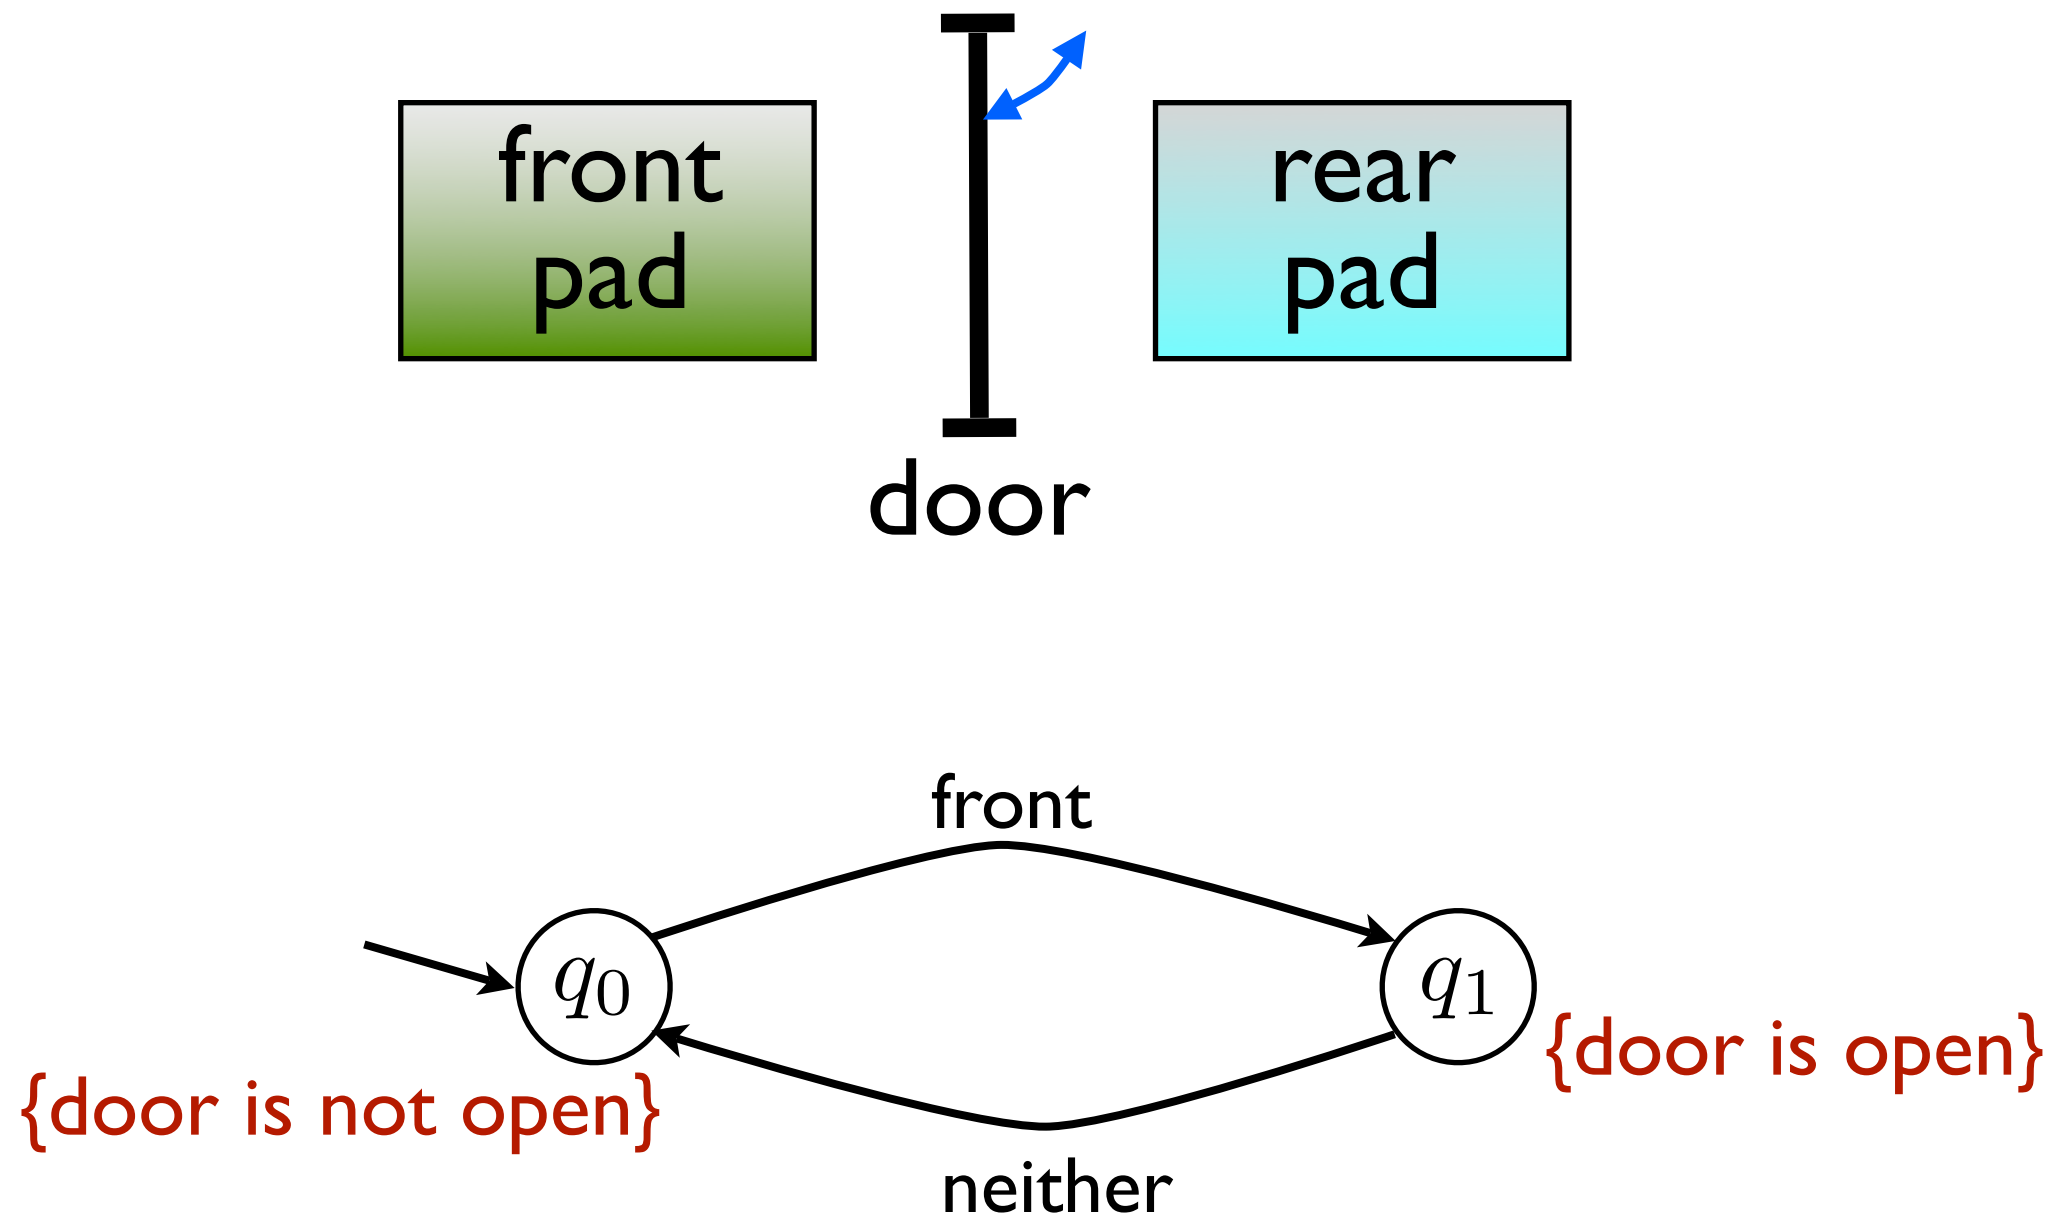 front
pad
rear
pad
door
front
q₀
q₁
{door is open}
{door is not open}
neither